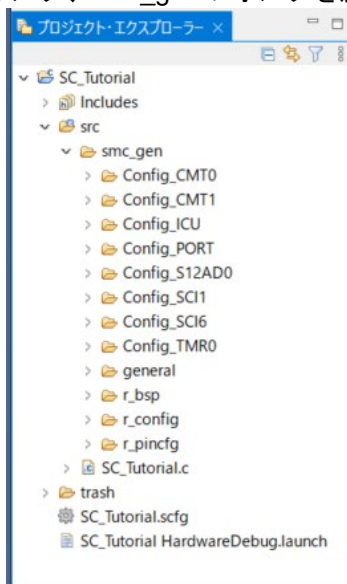 プロジェクト・エクスプローラー
SC_Tutorial
Includes
src
smc_gen
Config_CMT0
Config_CMT1
Config_ICU
Config_PORT
Config_S12AD0
Config_SCI1
Config_SCI6
Config_TMR0
general
r_bsp
r_config
r_pincfg
SC_Tutorial.c
trash
SC_Tutorial.scfg
SC_Tutorial HardwareDebug.launch